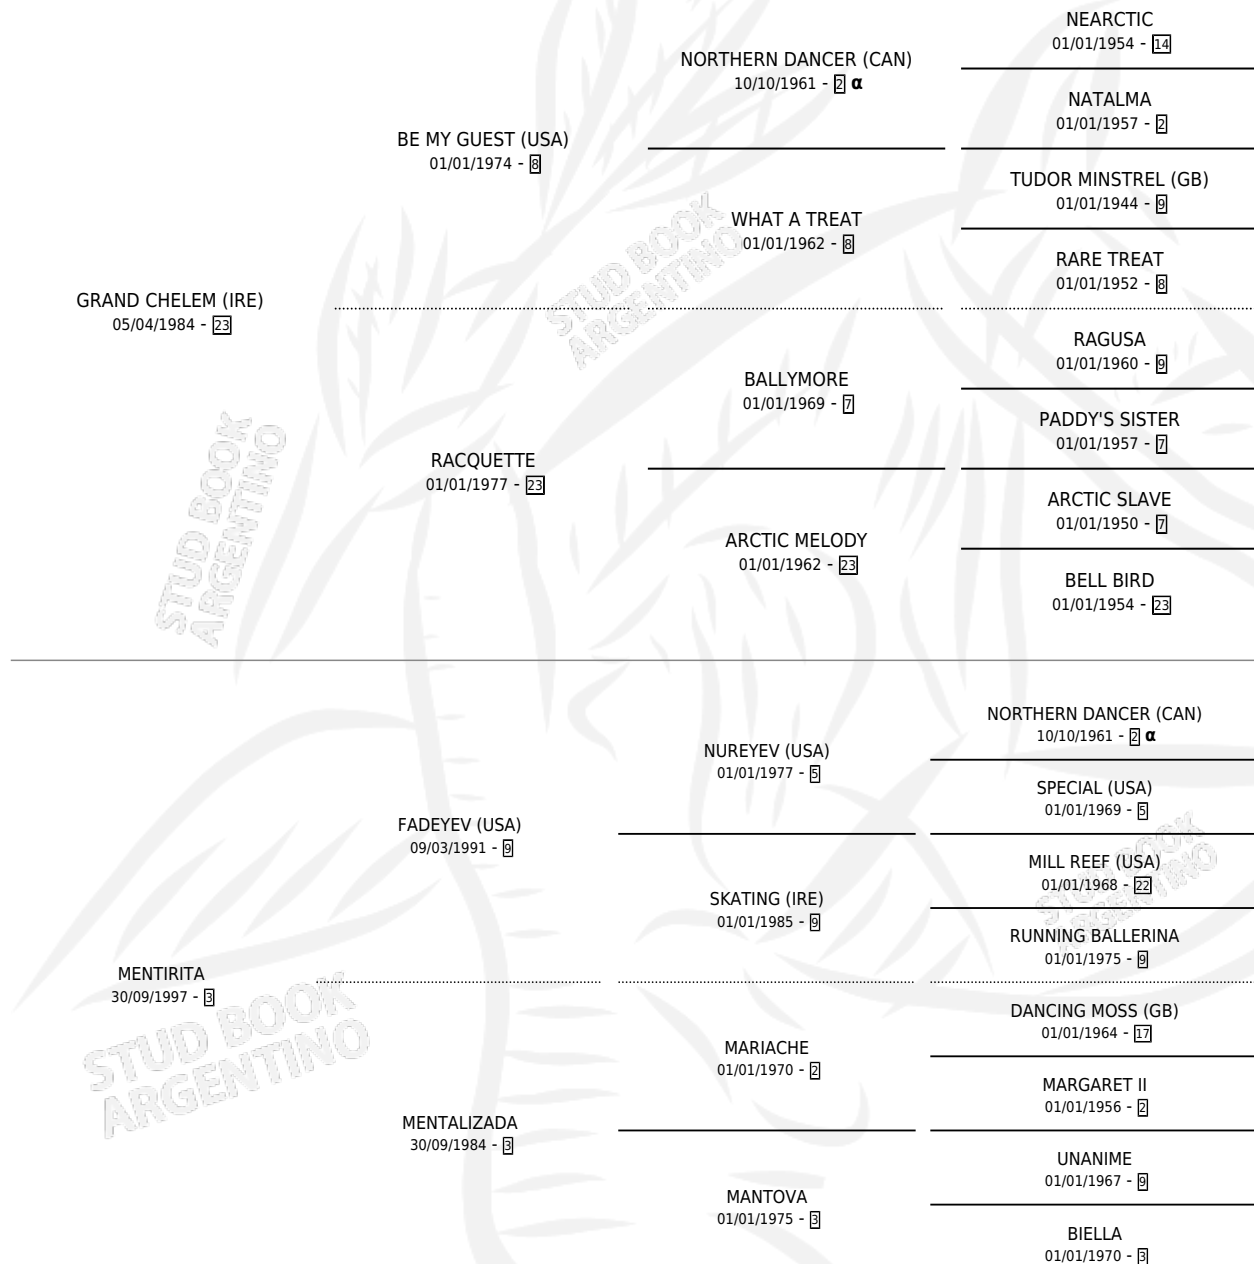 NEARCTIC
01/01/1954 - 14
NORTHERN DANCER (CAN)
10/10/1961 - 2 α
NATALMA
01/01/1957 - 2
BE MY GUEST (USA)
01/01/1974 - 8
TUDOR MINSTREL (GB)
01/01/1944 - 9
WHAT A TREAT
01/01/1962 - 8
RARE TREAT
01/01/1952 - 8
STUD BOOK
ARGENTINO
GRAND CHELEM (IRE)
05/04/1984 - 23
RAGUSA
01/01/1960 - 9
BALLYMORE
01/01/1969 - 7
PADDY'S SISTER
01/01/1957 - 7
RACQUETTE
01/01/1977 - 23
ARCTIC SLAVE
01/01/1950 - 7
ARCTIC MELODY
01/01/1962 - 23
BELL BIRD
01/01/1954 - 23
STUD BOOK
ARGENTINO
NORTHERN DANCER (CAN)
10/10/1961 - 2 α
NUREYEV (USA)
01/01/1977 - 5
SPECIAL (USA)
01/01/1969 - 5
FADEYEV (USA)
09/03/1991 - 9
MILL REEF (USA)
01/01/1968 - 22
SKATING (IRE)
01/01/1985 - 9
RUNNING BALLERINA
01/01/1975 - 9
STUD BOOK
ARGENTINO
MENTIRITA
30/09/1997 - 3
DANCING MOSS (GB)
01/01/1964 - 17
MARIACHE
01/01/1970 - 2
MARGARET II
01/01/1956 - 2
MENTALIZADA
30/09/1984 - 3
UNANIME
01/01/1967 - 9
MANTOVA
01/01/1975 - 3
BIELLA
01/01/1970 - 3
STUD BOOK
ARGENTINO